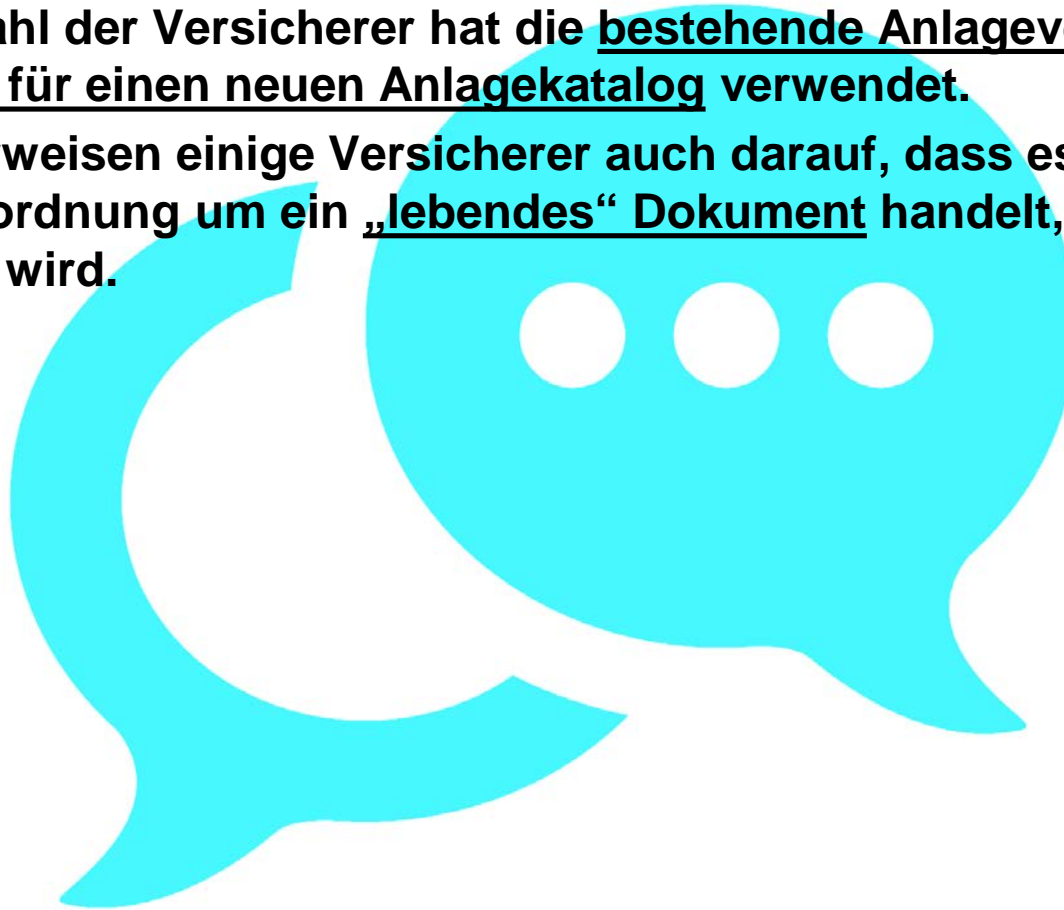 ahl der Versicherer hat die bestehende Anlagev
für einen neuen Anlagekatalog verwendet.
weisen einige Versicherer auch darauf, dass es
ordnung um ein „lebendes“ Dokument handelt,
wird.